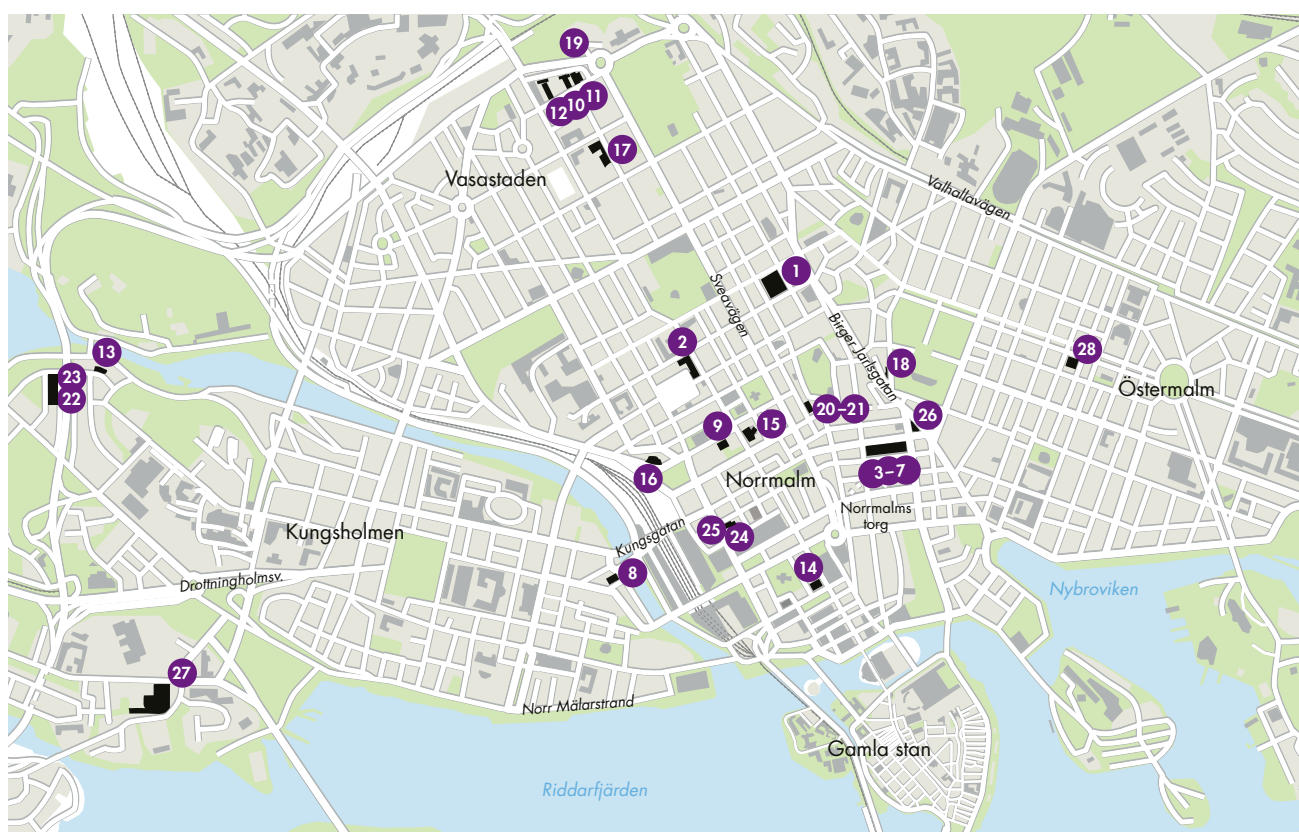 19
11
10
12
17
Vasastaden
Valhallavägen
1
Sveavägen
2
Birger Jarlsgatan
28
13
18
23
Östermalm
22
20–21
26
9
15
3–7
16
Norrmalm
Norrmalms
torg
Kungsholmen
25
24
Kungsgatan
14
8
Drottningholmsv.
Nybroviken
27
Norr Mälarstrand
Gamla stan
Riddarfjärden